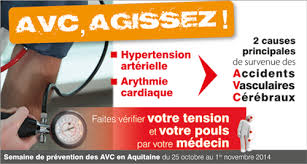 AVC, AGISSEZ !
Hypertension
artérielle
Arythmie
cardiaque
2 causes
principales
de survenue des
Accidents
Vasculaires
Cérébraux
Faites vérifier votre tension
et votre pouls
par votre médecin
Semaine de prévention des AVC en Aquitaine du 25 octobre au 1er novembre 2014